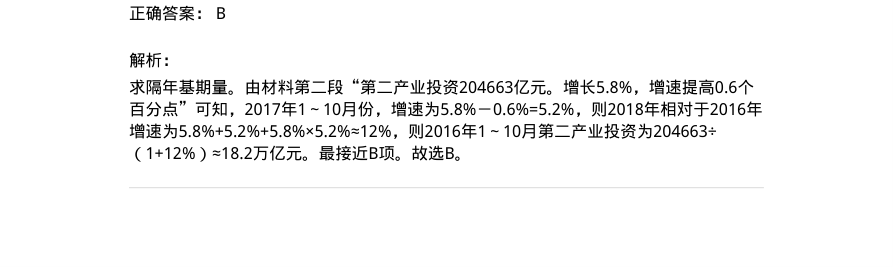 正确答案： B
解析：
求隔年基期量。由材料第二段“第二产业投资204663亿元。增长5.8%，增速提高0.6个
百分点”可知，2017年1～10月份，增速为5.8%－0.6%=5.2%，则2018年相对于2016年
增速为5.8%+5.2%+5.8%×5.2%≈12%，则2016年1～10月第二产业投资为204663÷
（1+12%）≈18.2万亿元。最接近B项。故选B。